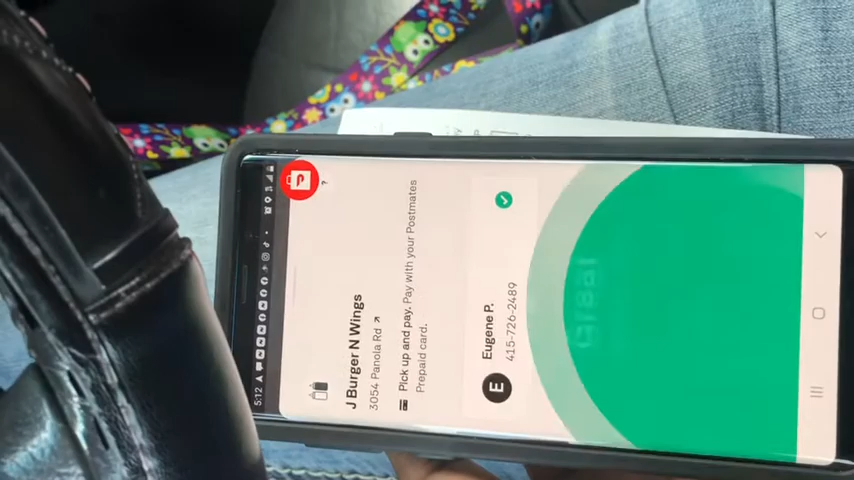 5:12
J Burger N Wings
3054 Panola Rd
Pick up and pay. Pay with your Postmates
Prepaid card.
E
Eugene P.
415-726-2489
Great